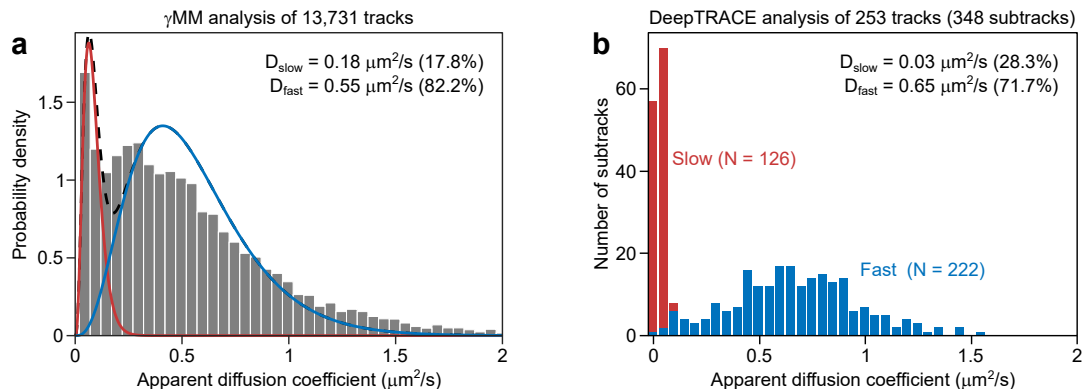 γMM analysis of 13,731 tracks
a
D_slow = 0.18 μm²/s (17.8%)
D_fast = 0.55 μm²/s (82.2%)
Probability density
1.5
1
0.5
0
0
0.5
1
1.5
2
Apparent diffusion coefficient (μm²/s)
DeepTRACE analysis of 253 tracks (348 subtracks)
b
D_slow = 0.03 μm²/s (28.3%)
D_fast = 0.65 μm²/s (71.7%)
Slow (N = 126)
Fast (N = 222)
Number of subtracks
60
40
20
0
0
0.5
1
1.5
2
Apparent diffusion coefficient (μm²/s)